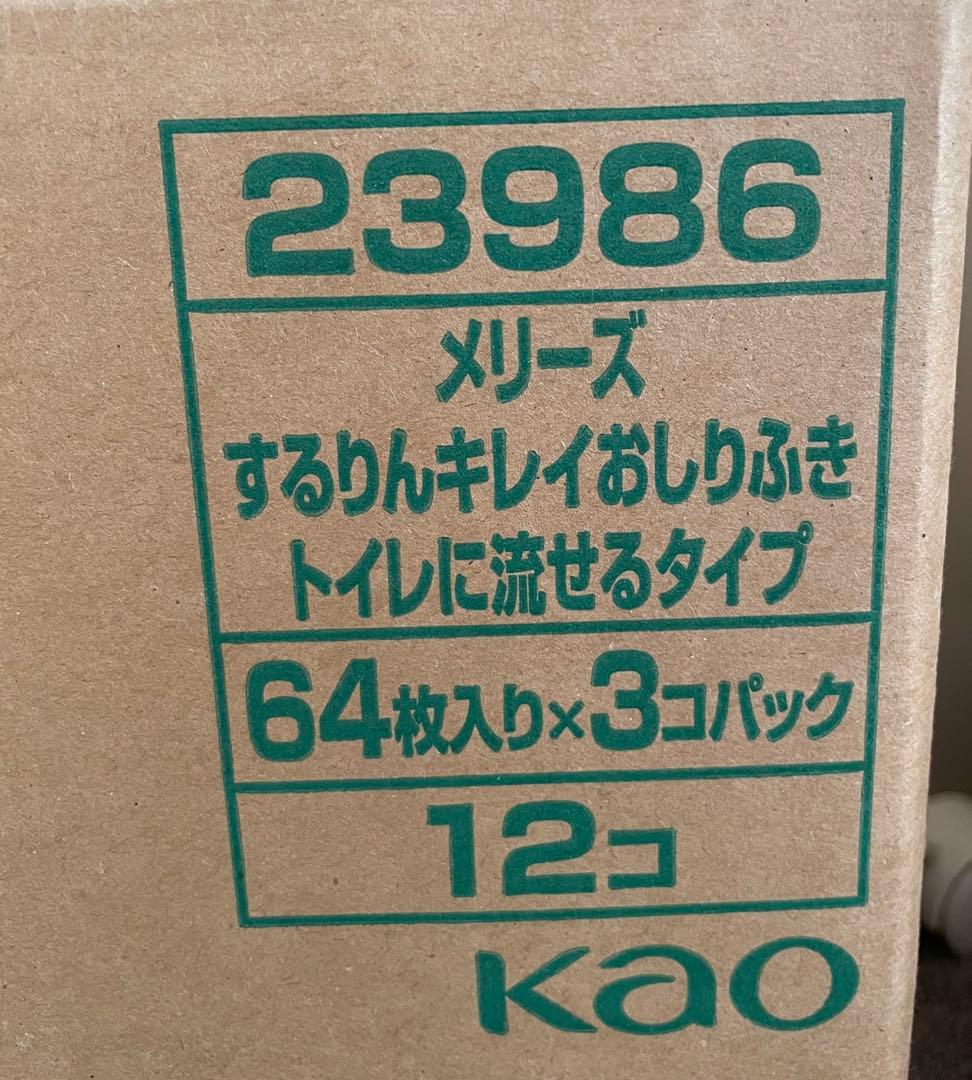 23986
メリーズ
するりんキレイおしりふき
トイレに流せるタイプ
64枚入り×3コパック
12コ
Kao